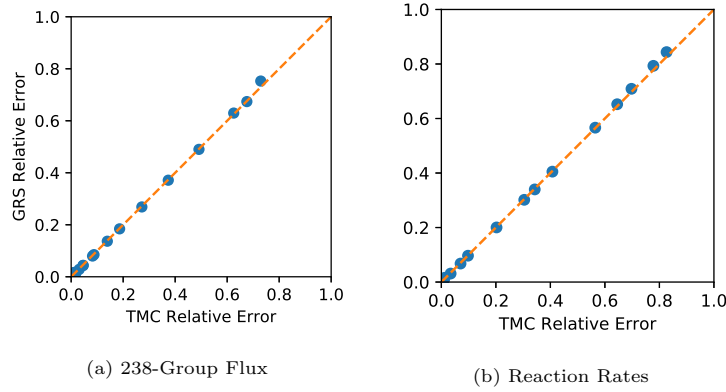 1.0
0.8
0.6
0.4
0.2
0.0
GRS Relative Error
0.0 0.2 0.4 0.6 0.8 1.0
TMC Relative Error
(a) 238-Group Flux
1.0
0.8
0.6
0.4
0.2
0.0
0.0 0.2 0.4 0.6 0.8 1.0
TMC Relative Error
(b) Reaction Rates